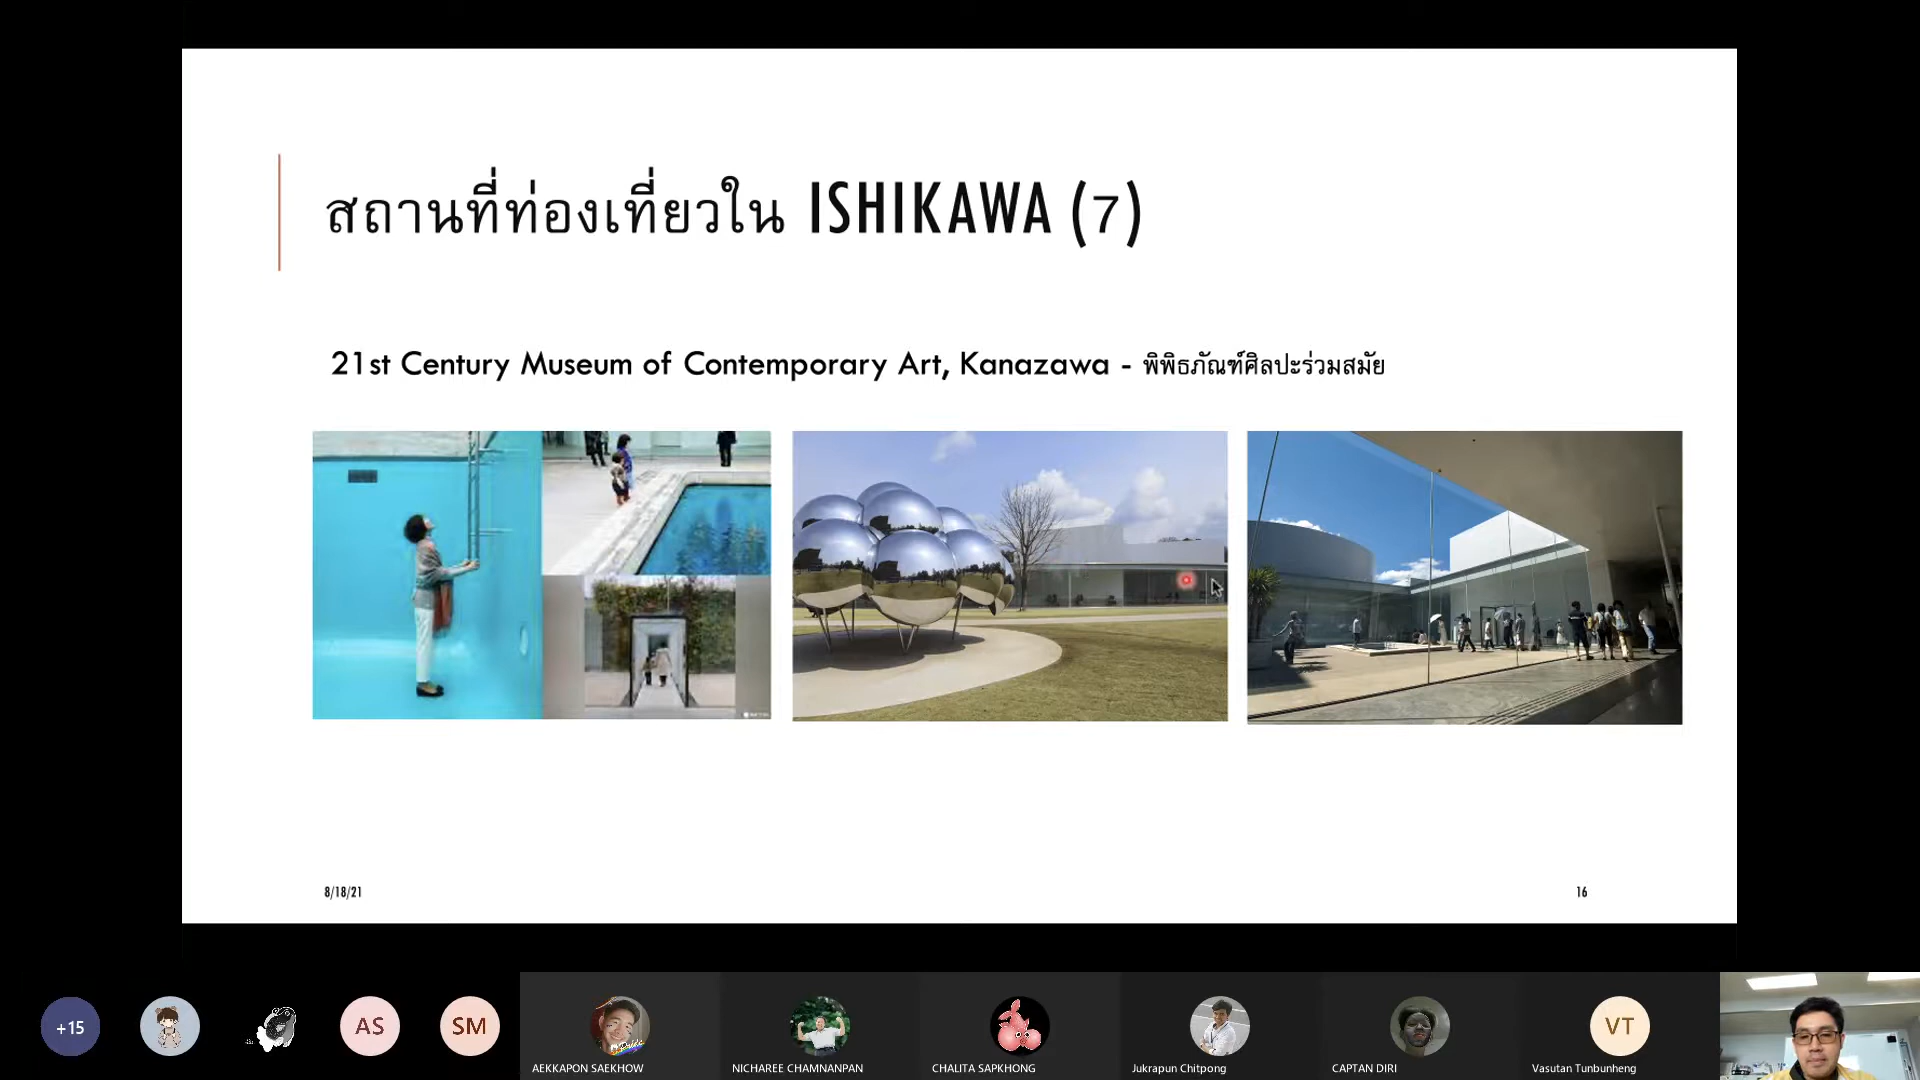 สถานที่ท่องเที่ยวใน ISHIKAWA (7)
21st Century Museum of Contemporary Art, Kanazawa - พิพิธภัณฑ์ศิลปะร่วมสมัย
8/18/21
16
+15
AS
SM
AEKKAPON SAEKHOW
NICHAREE CHAMNANPAN
CHALITA SAPKHONG
Jukrapun Chitpong
CAPTAN DIRI
VT
Vasutan Tunbunheng